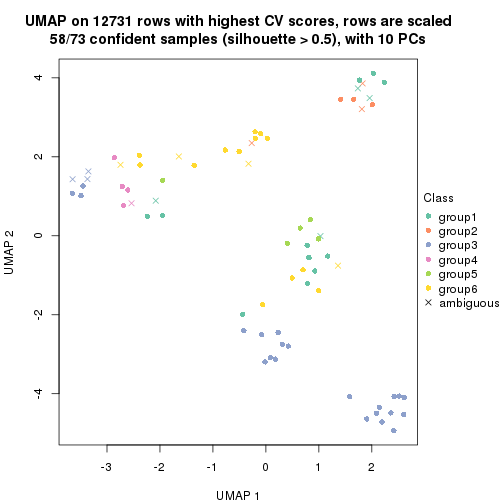 UMAP on 12731 rows with highest CV scores, rows are scaled
58/73 confident samples (silhouette > 0.5), with 10 PCs
4
2
0
-2
-4
UMAP 2
-3
-2
-1
0
1
2
UMAP 1
Class
group1
group2
group3
group4
group5
group6
ambiguous